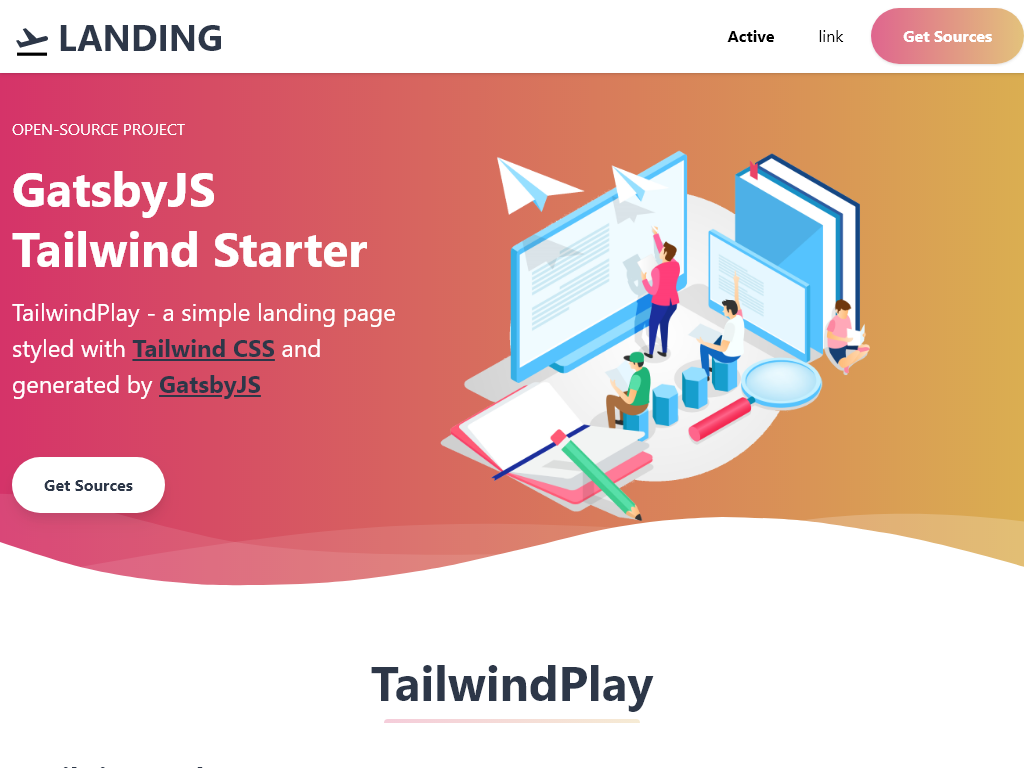 LANDING
Active
link
Get Sources
OPEN-SOURCE PROJECT
GatsbyJS
Tailwind Starter
TailwindPlay - a simple landing page
styled with Tailwind CSS and
generated by GatsbyJS
Get Sources
TailwindPlay